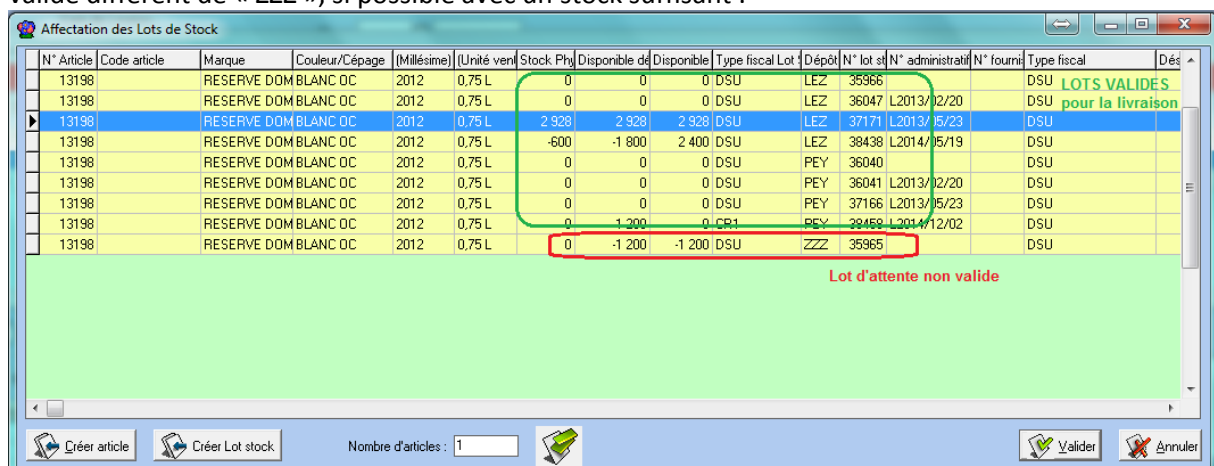 valide différent de « ZZZ », si possible avec un stock suffisant :
Affectation des Lots de Stock
N° Article Code article Marque Couleur/Cépage (Millésime) (Unité vent Stock Phy Disponible dé Disponible Type fiscal Lot Dépôt N° lot st N° administratif N° fourni Type fiscal Dés
13198 RESERVE DOM BLANC OC 2012 0,75 L 0 0 0 DSU LEZ 35966 DSU
LOTS VALIDES
13198 RESERVE DOM BLANC OC 2012 0,75 L 0 0 0 DSU LEZ 36047 L2013/02/20 DSU
pour la livraison
13198 RESERVE DOM BLANC OC 2012 0,75 L 2 928 2 928 2 928 DSU LEZ 37171 L2013/05/23 DSU
13198 RESERVE DOM BLANC OC 2012 0,75 L -600 -1 800 2 400 DSU LEZ 38438 L2014/05/19 DSU
13198 RESERVE DOM BLANC OC 2012 0,75 L 0 0 0 DSU PEY 36040 DSU
13198 RESERVE DOM BLANC OC 2012 0,75 L 0 0 0 DSU PEY 36041 L2013/02/20 DSU
13198 RESERVE DOM BLANC OC 2012 0,75 L 0 0 0 DSU PEY 37166 L2013/05/23 DSU
13198 RESERVE DOM BLANC OC 2012 0,75 L 0 1 200 0 CR1 PEY 38458 L2014/12/02 DSU
13198 RESERVE DOM BLANC OC 2012 0,75 L 0 -1 200 -1 200 DSU ZZZ 35965 DSU
Lot d'attente non valide
Créer article Créer Lot stock Nombre d'articles : 1 Valider Annuler